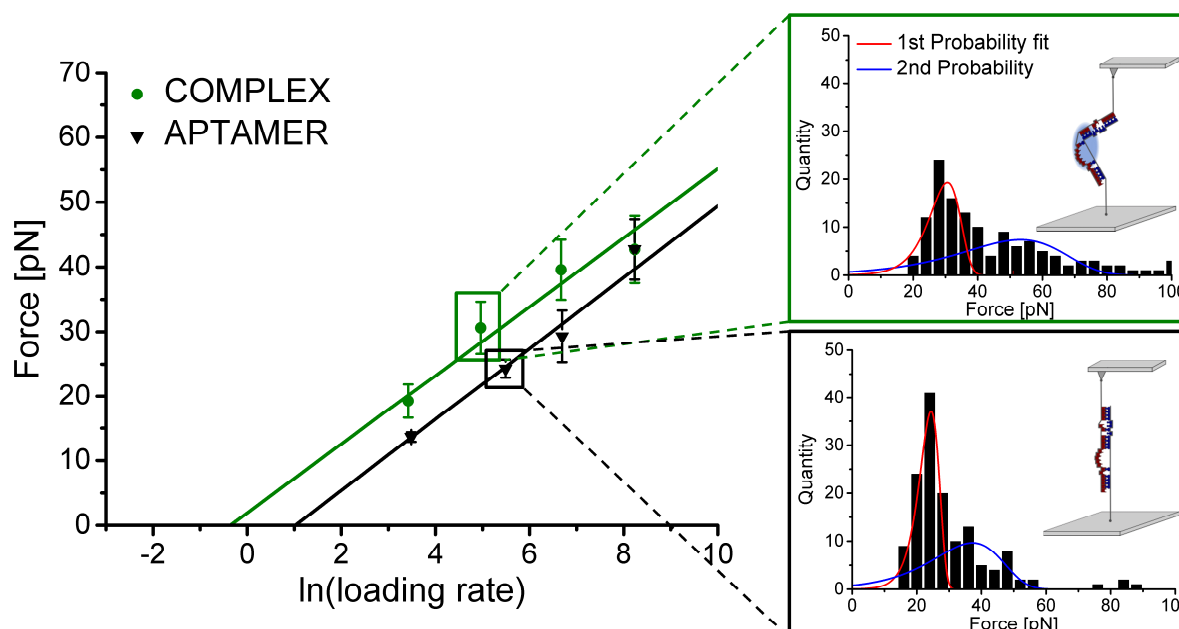 COMPLEX
APTAMER
Force [pN]
70
60
50
40
30
20
10
0
-2 0 2 4 6 8 10
ln(loading rate)
1st Probability fit
2nd Probability
Quantity
50
40
30
20
10
0
0 20 40 60 80 100
Force [pN]
Quantity
50
40
30
20
10
0
0 20 40 60 80 100
Force [pN]